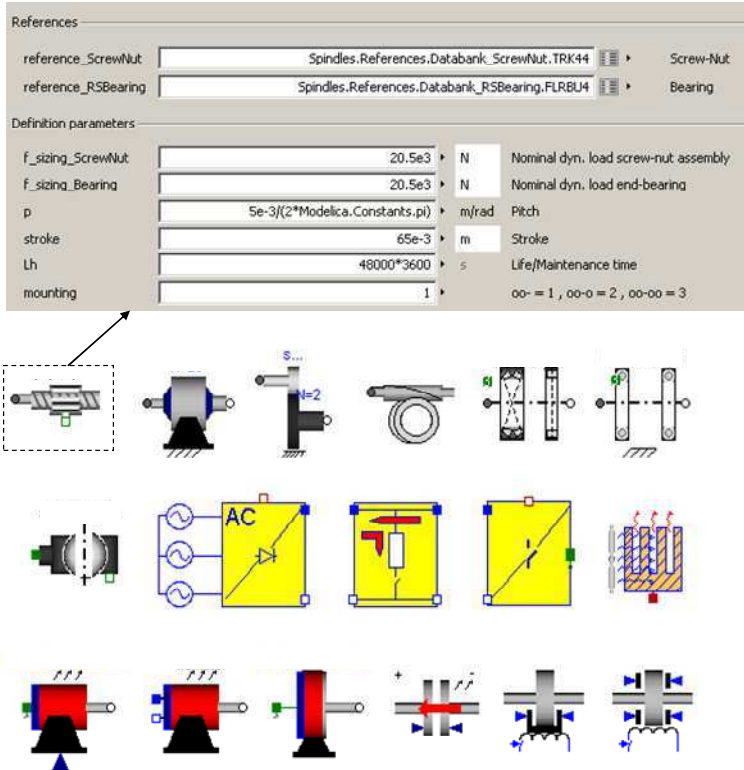 References
reference_ScrewNut Spindles.References.Databank_ScrewNut.TRK44 Screw-Nut
reference_RSBearing Spindles.References.Databank_RSBearing.FLRBU4 Bearing
Definition parameters
f_sizing_ScrewNut 20.5e3 N Nominal dyn. load screw-nut assembly
f_sizing_Bearing 20.5e3 N Nominal dyn. load end-bearing
p 5e-3/(2*Modelica.Constants.pi) m/rad Pitch
stroke 65e-3 m Stroke
Lh 48000*3600 s Life/Maintenance time
mounting 1 oo- = 1 , oo-o = 2 , oo-oo = 3
s...
N=2
AC
+ -